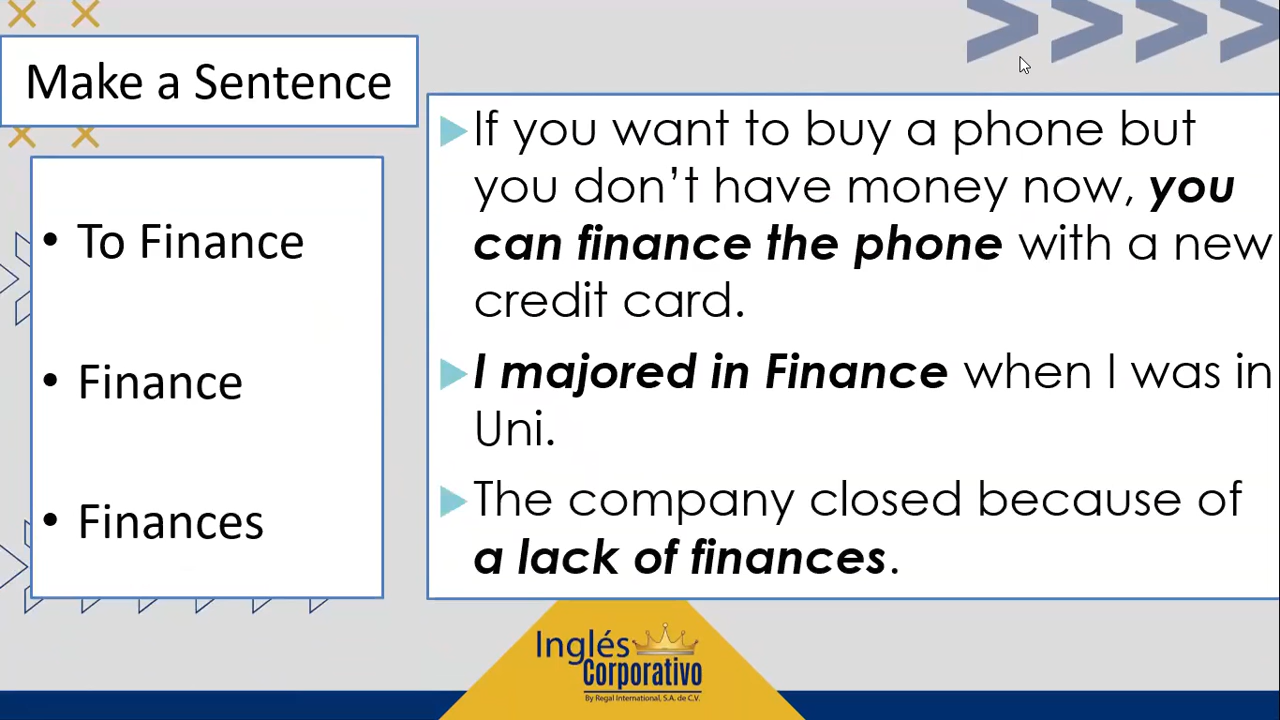 Make a Sentence
• To Finance
• Finance
• Finances
If you want to buy a phone but
you don’t have money now, you
can finance the phone with a new
credit card.
I majored in Finance when I was in
Uni.
The company closed because of
a lack of finances.
Inglés
Corporativo
By Regal International, S.A. de C.V.